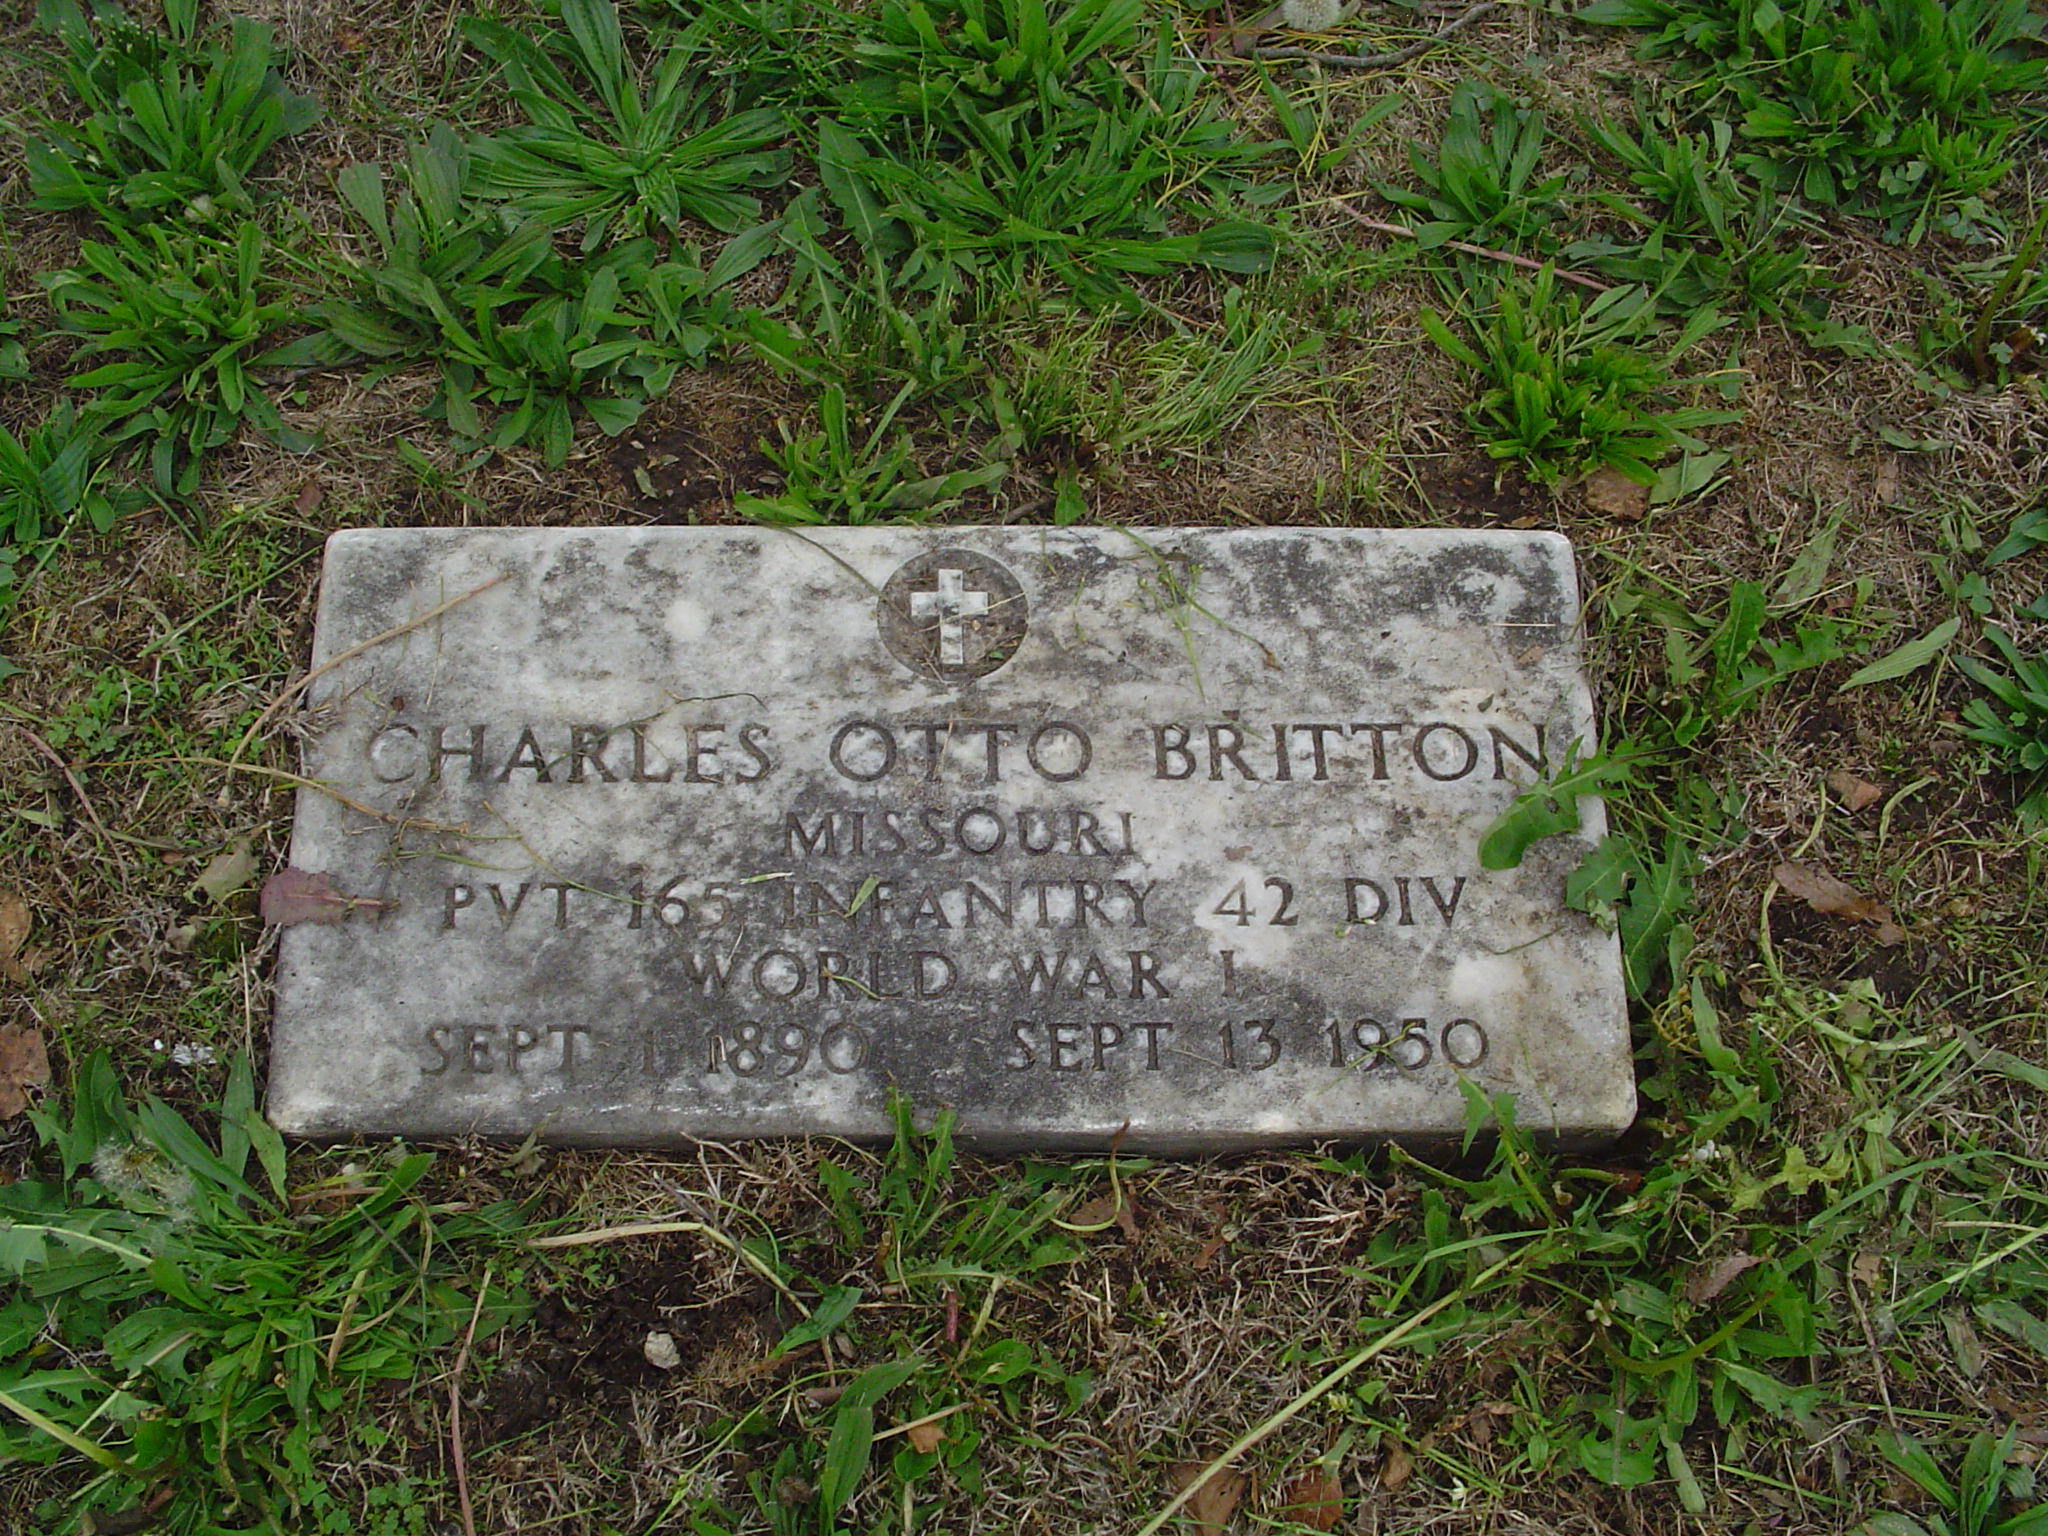 CHARLES OTTO BRITTON
MISSOURI
PVT 165 INFANTRY 42 DIV
WORLD WAR I
SEPT 1 1890 SEPT 13 1950